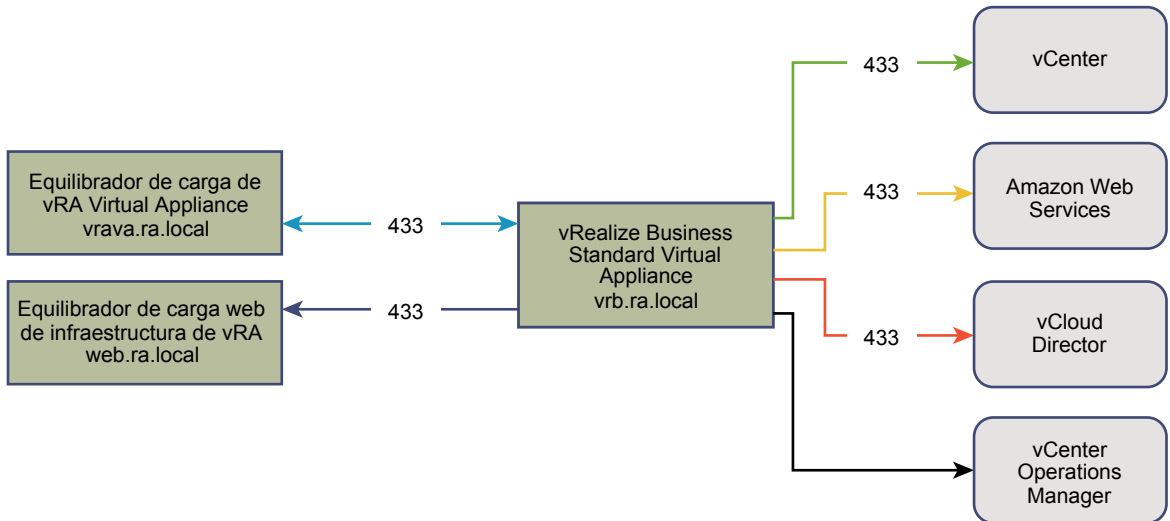 Equilibrador de carga de
vRA Virtual Appliance
vrava.ra.local
433
Equilibrador de carga web
de infraestructura de vRA
web.ra.local
433
vRealize Business
Standard Virtual
Appliance
vrb.ra.local
433
vCenter
433
Amazon Web
Services
433
vCloud
Director
vCenter
Operations
Manager